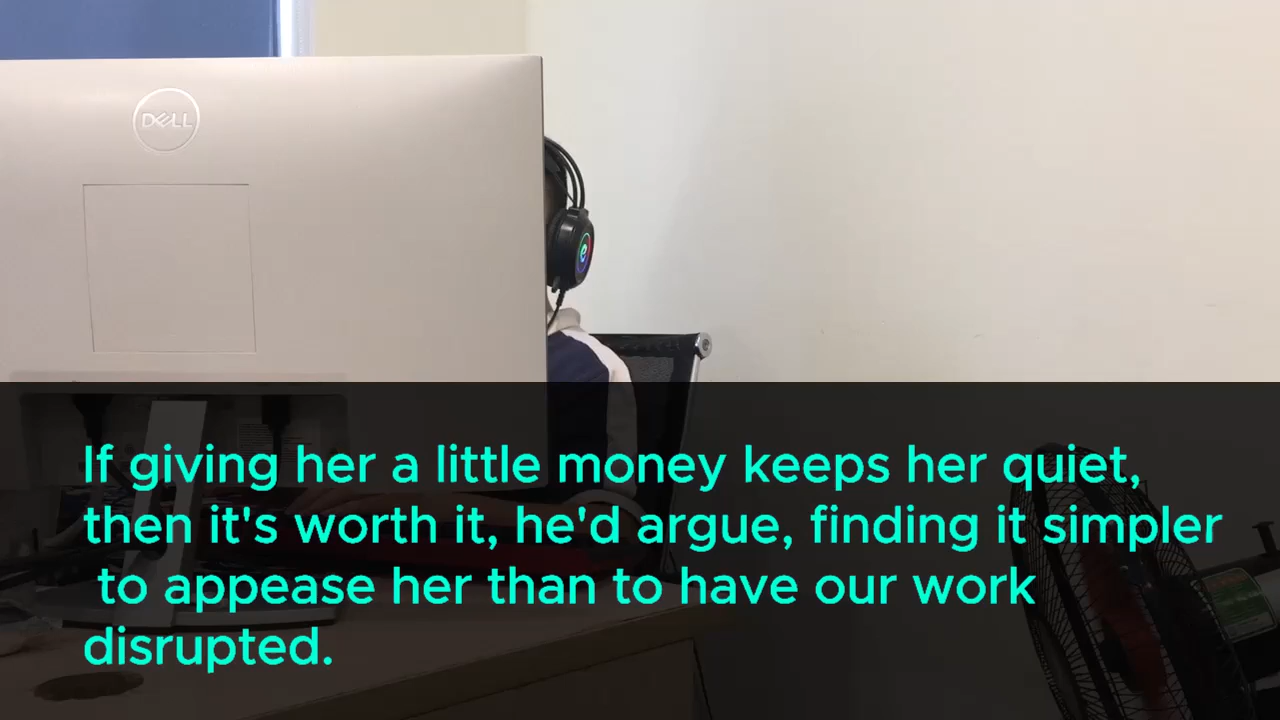 DELL
If giving her a little money keeps her quiet,
then it's worth it, he'd argue, finding it simpler
to appease her than to have our work
disrupted.